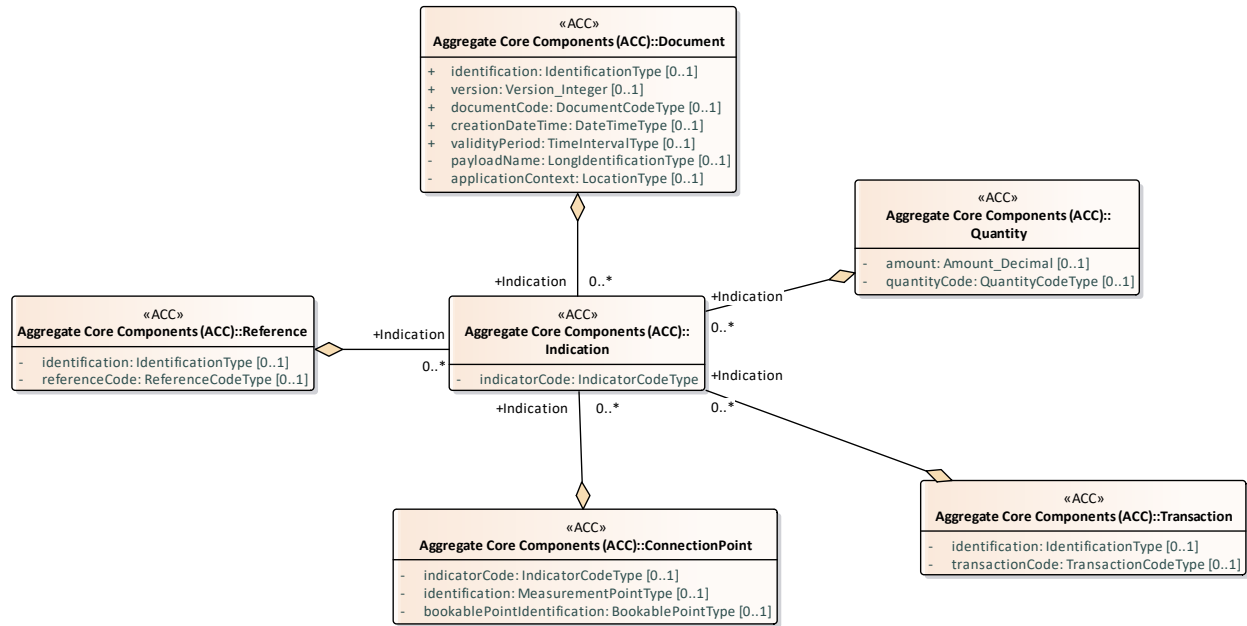 «ACC»
Aggregate Core Components (ACC)::Document
+ identification: IdentificationType [0..1]
+ version: Version_Integer [0..1]
+ documentCode: DocumentCodeType [0..1]
+ creationDateTime: DateTimeType [0..1]
+ validityPeriod: TimeIntervalType [0..1]
- payloadName: LongIdentificationType [0..1]
- applicationContext: LocationType [0..1]
«ACC»
Aggregate Core Components (ACC)::
Quantity
- amount: Amount_Decimal [0..1]
- quantityCode: QuantityCodeType [0..1]
+Indication 0..*
+Indication
0..*
«ACC»
Aggregate Core Components (ACC)::Reference
- identification: IdentificationType [0..1]
- referenceCode: ReferenceCodeType [0..1]
+Indication
0..*
«ACC»
Aggregate Core Components (ACC)::
Indication
- indicatorCode: IndicatorCodeType
+Indication
0..*
+Indication 0..*
«ACC»
Aggregate Core Components (ACC)::Transaction
- identification: IdentificationType [0..1]
- transactionCode: TransactionCodeType [0..1]
«ACC»
Aggregate Core Components (ACC)::ConnectionPoint
- indicatorCode: IndicatorCodeType [0..1]
- identification: MeasurementPointType [0..1]
- bookablePointIdentification: BookablePointType [0..1]